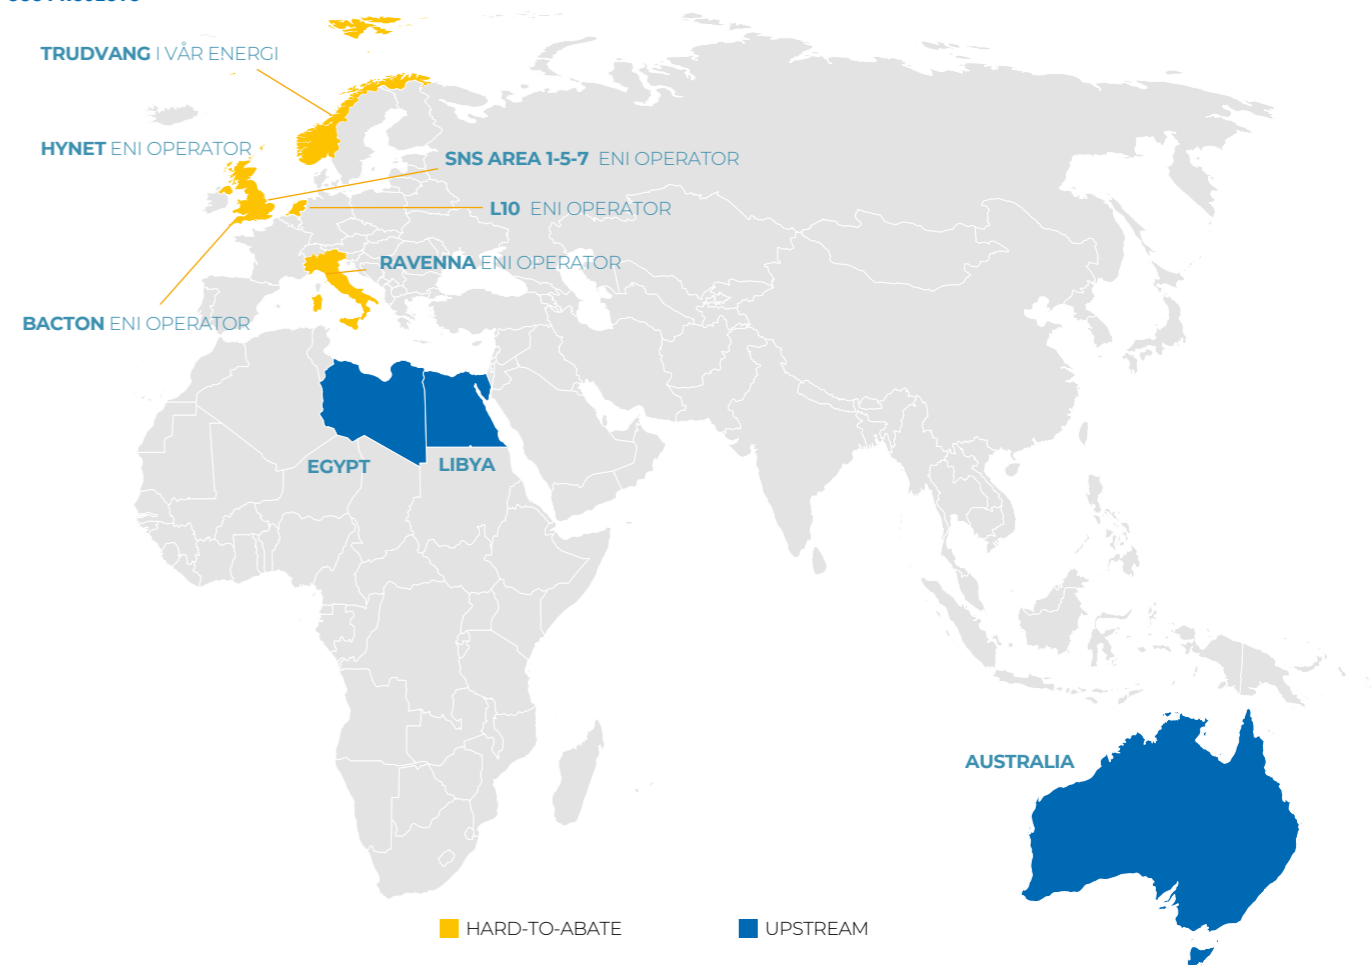 TRUDVANG I VÅR ENERGI
HYNET ENI OPERATOR
SNS AREA 1-5-7 ENI OPERATOR
L10 ENI OPERATOR
RAVENNA ENI OPERATOR
BACTON ENI OPERATOR
EGYPT
LIBYA
AUSTRALIA
HARD-TO-ABATE
UPSTREAM